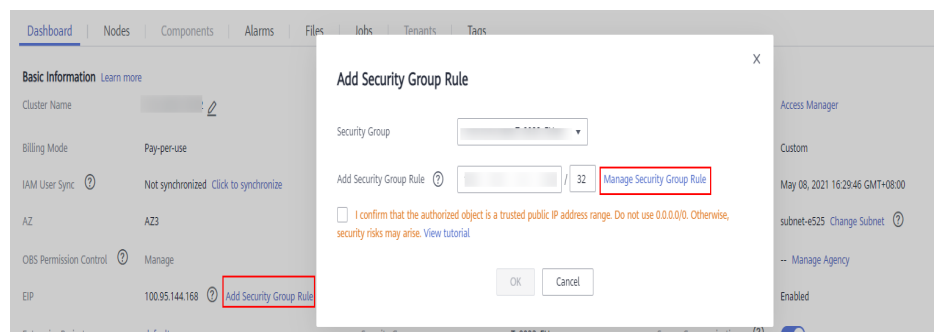 Dashboard Nodes Components Alarms Files Jobs Tenants Tags
Add Security Group Rule X
Basic Information Learn more
Cluster Name
Access Manager
Security Group
Billing Mode Pay-per-use
Custom
Add Security Group Rule ? / 32 Manage Security Group Rule
IAM User Sync ? Not synchronized Click to synchronize
May 08, 2021 16:29:46 GMT+08:00
I confirm that the authorized object is a trusted public IP address range. Do not use 0.0.0.0/0. Otherwise,
security risks may arise. View tutorial
AZ AZ3
subnet-e525 Change Subnet ?
OBS Permission Control ? Manage
-- Manage Agency
OK Cancel
EIP 100.95.144.168 ? Add Security Group Rule
Enabled